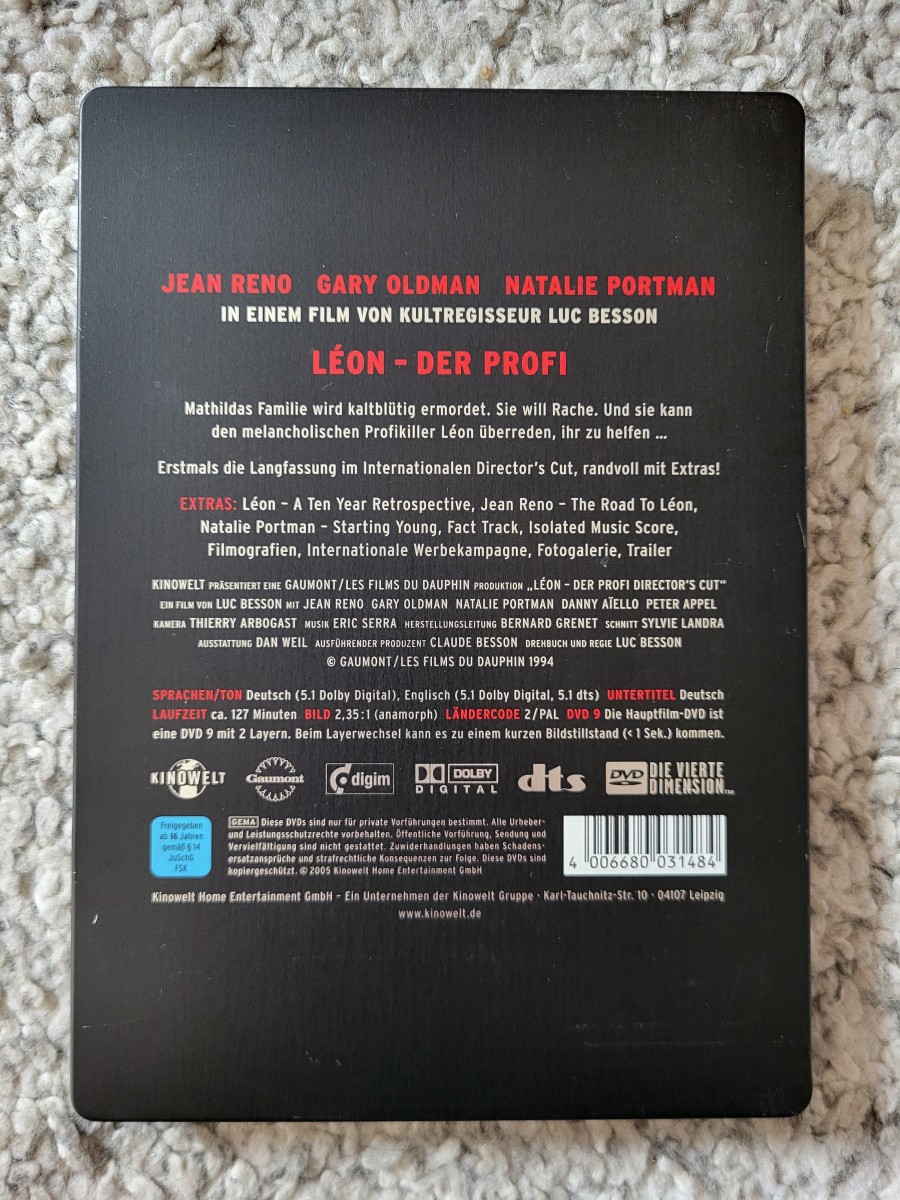 JEAN RENO GARY OLDMAN NATALIE PORTMAN
IN EINEM FILM VON KULTREGISSEUR LUC BESSON
LÉON – DER PROFI
Mathildas Familie wird kaltblütig ermordet. Sie will Rache. Und sie kann
den melancholischen Profikiller Léon überreden, ihr zu helfen ...
Erstmals die Langfassung im Internationalen Director's Cut, randvoll mit Extras!
EXTRAS: Léon – A Ten Year Retrospective, Jean Reno – The Road To Léon,
Natalie Portman – Starting Young, Fact Track, Isolated Music Score,
Filmografien, Internationale Werbekampagne, Fotogalerie, Trailer
KINOWELT PRÄSENTIERT EINE GAUMONT/LES FILMS DU DAUPHIN PRODUKTION „LÉON – DER PROFI DIRECTOR'S CUT"
EIN FILM VON LUC BESSON MIT JEAN RENO GARY OLDMAN NATALIE PORTMAN DANNY AÏELLO PETER APPEL
KAMERA THIERRY ARBOGAST MUSIK ERIC SERRA HERSTELLUNGSLEITUNG BERNARD GRENET SCHNITT SYLVIE LANDRA
AUSSTATTUNG DAN WEIL AUSFÜHRENDER PRODUZENT CLAUDE BESSON DREHBUCH UND REGIE LUC BESSON
© GAUMONT/LES FILMS DU DAUPHIN 1994
SPRACHEN/TON Deutsch (5.1 Dolby Digital), Englisch (5.1 Dolby Digital, 5.1 dts) UNTERTITEL Deutsch
LAUFZEIT ca. 127 Minuten BILD 2,35:1 (anamorph) LÄNDERCODE 2/PAL DVD 9 Die Hauptfilm-DVD ist
eine DVD 9 mit 2 Layern. Beim Layerwechsel kann es zu einem kurzen Bildstillstand (< 1 Sek.) kommen.
KINOWELT Gaumont digim DOLBY DIGITAL dts DVD DIE VIERTE DIMENSION™
Freigegeben
ab 16 Jahren
gemäß § 14
JuSchG
FSK
GEMA Diese DVDs sind nur für private Vorführungen bestimmt. Alle Urheber-
und Leistungsschutzrechte vorbehalten. Öffentliche Vorführung, Sendung und
Vervielfältigung sind nicht gestattet. Zuwiderhandlungen haben Schadens-
ersatzansprüche und strafrechtliche Konsequenzen zur Folge. Diese DVDs sind
kopiergeschützt. © 2005 Kinowelt Home Entertainment GmbH
4 006680 031484
Kinowelt Home Entertainment GmbH – Ein Unternehmen der Kinowelt Gruppe · Karl-Tauchnitz-Str. 10 · 04107 Leipzig
www.kinowelt.de